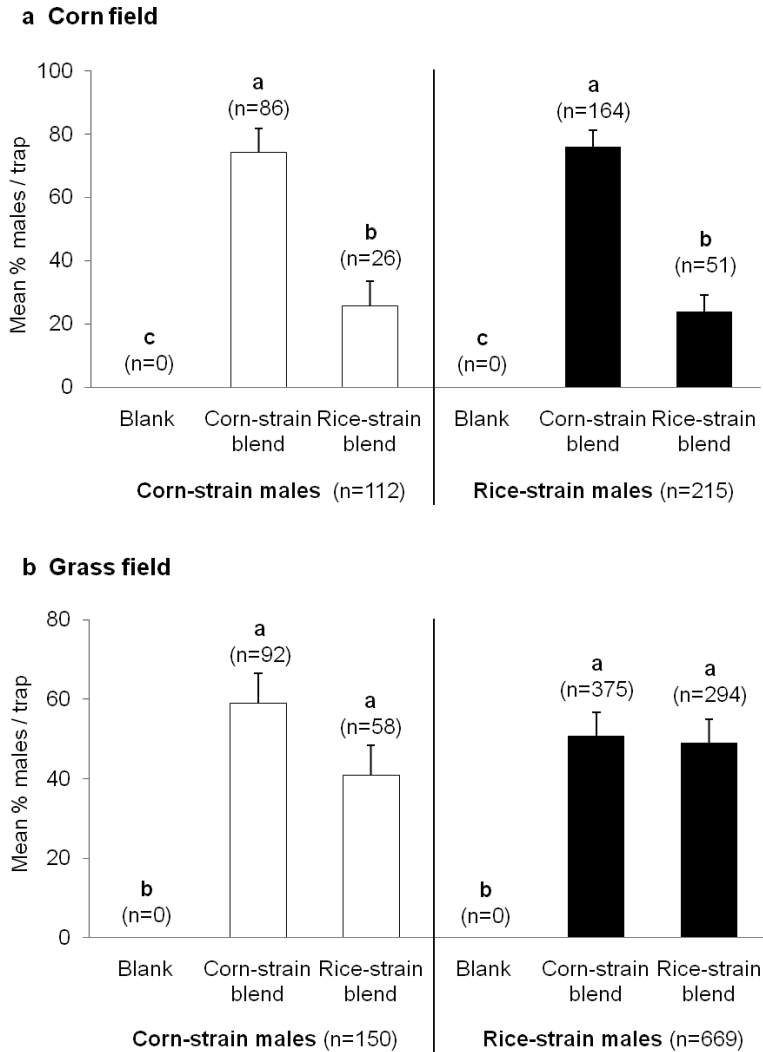 a Corn field
Mean % males / trap
100
80
60
40
20
0
c
(n=0)
a
(n=86)
b
(n=26)
c
(n=0)
a
(n=164)
b
(n=51)
Blank
Corn-strain
blend
Rice-strain
blend
Blank
Corn-strain
blend
Rice-strain
blend
Corn-strain males (n=112)
Rice-strain males (n=215)
b Grass field
Mean % males / trap
80
60
40
20
0
b
(n=0)
a
(n=92)
a
(n=58)
b
(n=0)
a
(n=375)
a
(n=294)
Blank
Corn-strain
blend
Rice-strain
blend
Blank
Corn-strain
blend
Rice-strain
blend
Corn-strain males (n=150)
Rice-strain males (n=669)